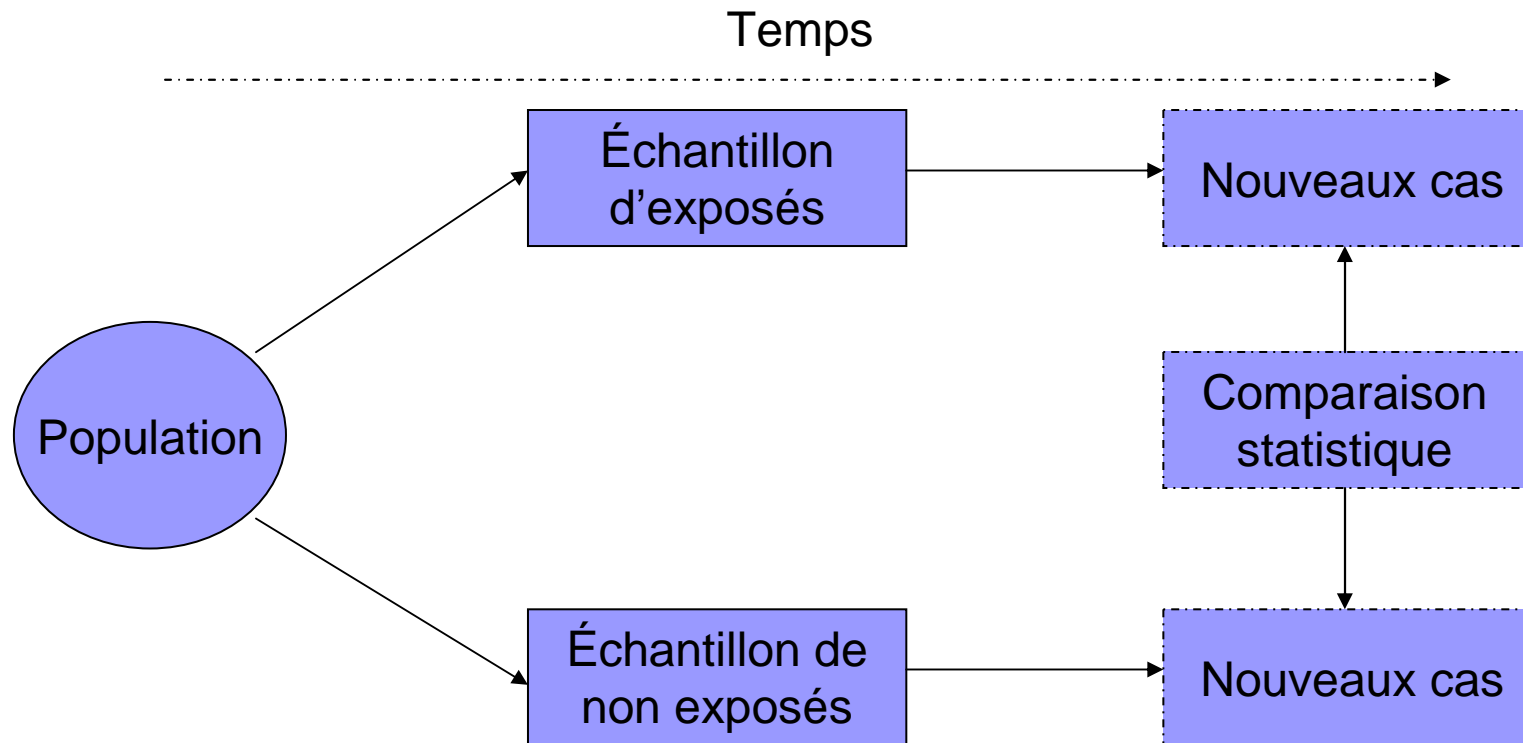 Temps
Échantillon
d'exposés
Nouveaux cas
Population
Comparaison
statistique
Échantillon de
non exposés
Nouveaux cas